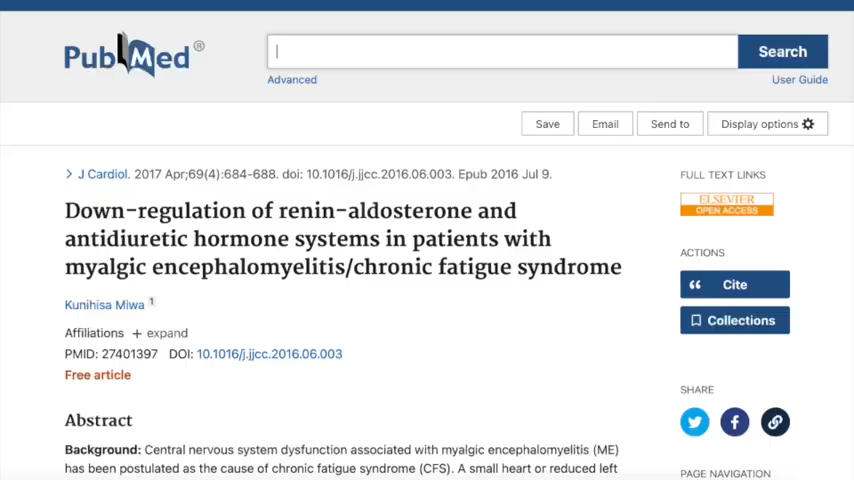 PubMed®
Search
Advanced
User Guide
Save
Email
Send to
Display options
J Cardiol. 2017 Apr;69(4):684-688. doi: 10.1016/j.jjcc.2016.06.003. Epub 2016 Jul 9.
Down-regulation of renin-aldosterone and
antidiuretic hormone systems in patients with
myalgic encephalomyelitis/chronic fatigue syndrome
Kunihisa Miwa 1
Affiliations + expand
PMID: 27401397 DOI: 10.1016/j.jjcc.2016.06.003
Free article
Abstract
Background: Central nervous system dysfunction associated with myalgic encephalomyelitis (ME)
has been postulated as the cause of chronic fatigue syndrome (CFS). A small heart or reduced left
FULL TEXT LINKS
ELSEVIER
OPEN ACCESS
ACTIONS
Cite
Collections
SHARE
PAGE NAVIGATION